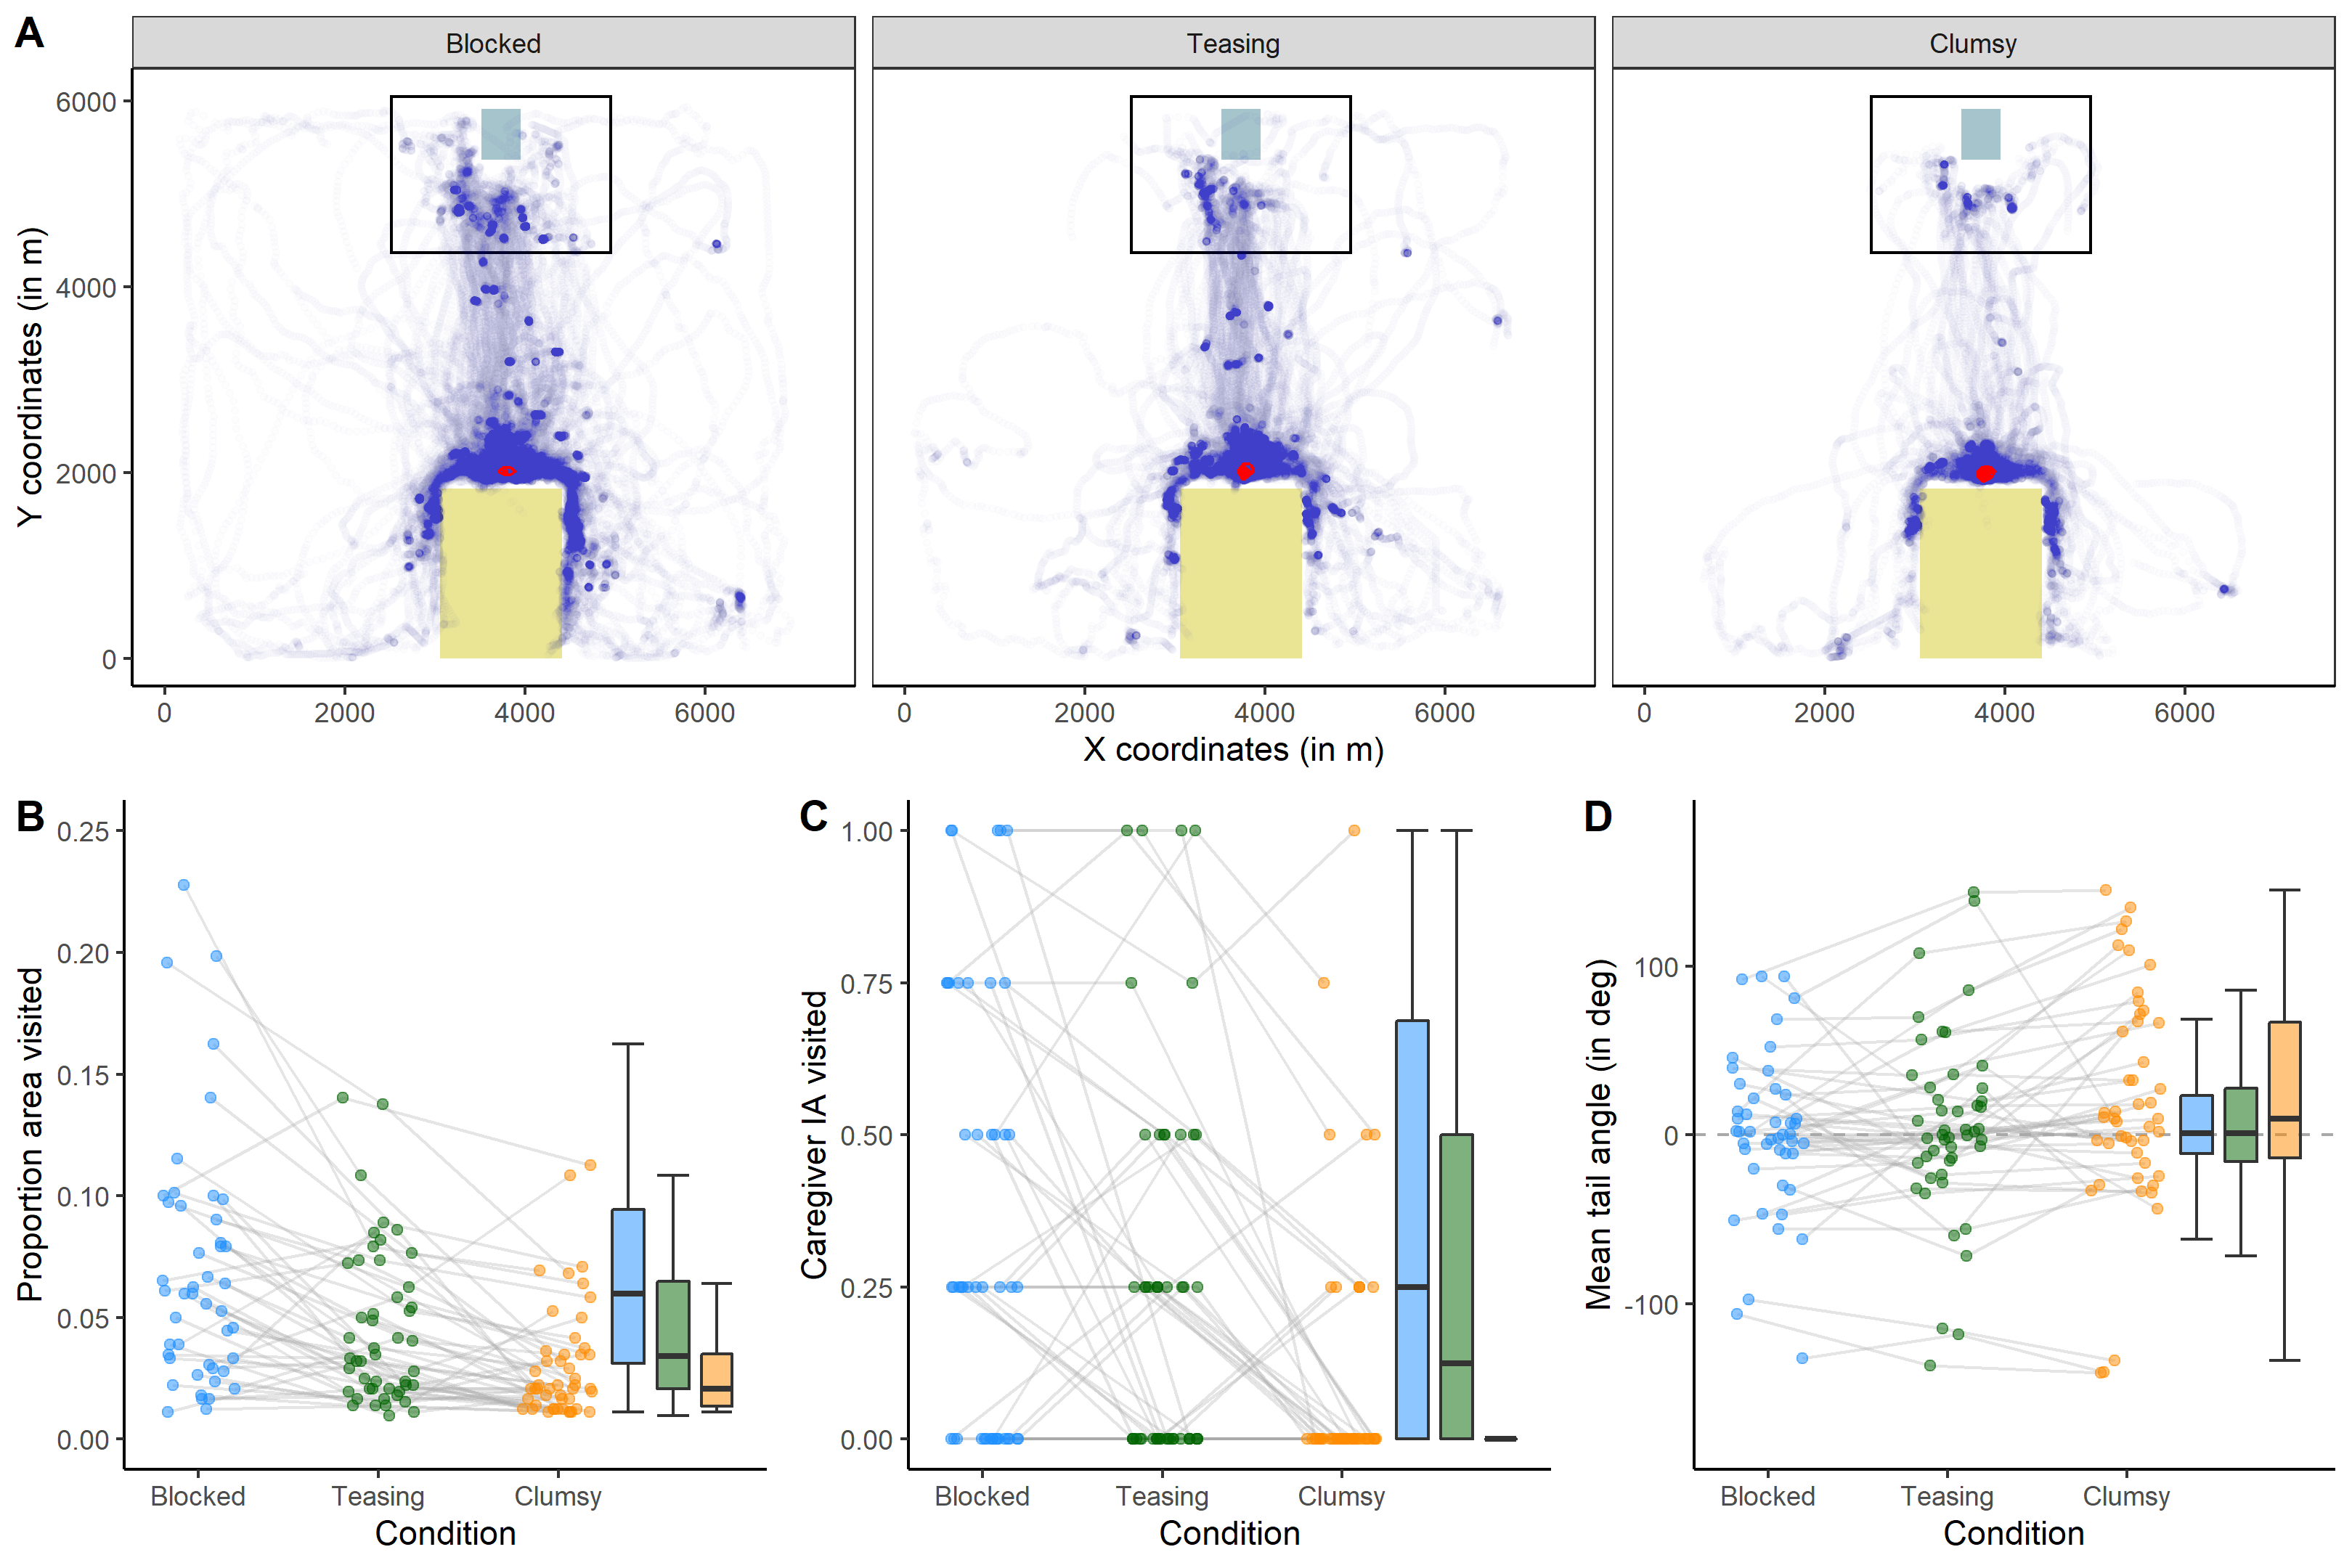 A
Blocked
Teasing
Clumsy
Y coordinates (in m)
6000
4000
2000
0
0 2000 4000 6000
0 2000 4000 6000
0 2000 4000 6000
X coordinates (in m)
B
Proportion area visited
0.25
0.20
0.15
0.10
0.05
0.00
Blocked Teasing Clumsy
Condition
C
Caregiver IA visited
1.00
0.75
0.50
0.25
0.00
Blocked Teasing Clumsy
Condition
D
Mean tail angle (in deg)
100
0
-100
Blocked Teasing Clumsy
Condition